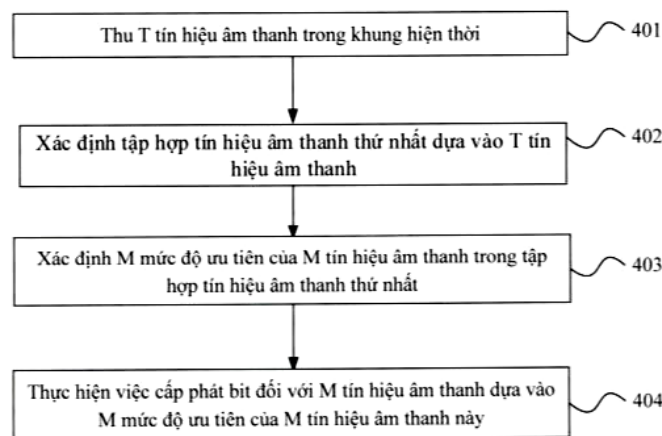 Thu T tín hiệu âm thanh trong khung hiện thời
401
Xác định tập hợp tín hiệu âm thanh thứ nhất dựa vào T tín
hiệu âm thanh
402
Xác định M mức độ ưu tiên của M tín hiệu âm thanh trong tập
hợp tín hiệu âm thanh thứ nhất
403
Thực hiện việc cấp phát bit đối với M tín hiệu âm thanh dựa vào
M mức độ ưu tiên của M tín hiệu âm thanh này
404